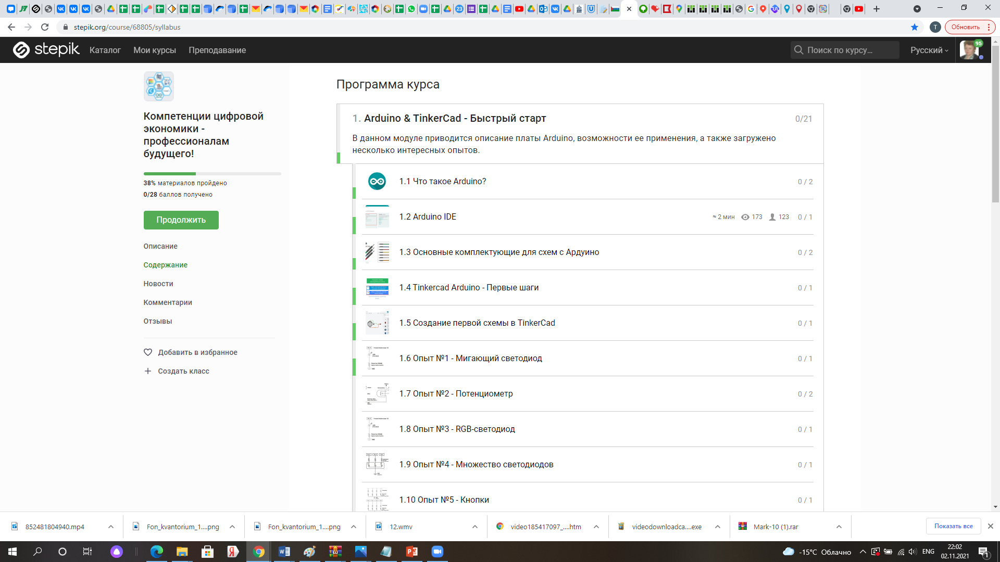 stepik.org/course/68805/syllabus
T
Обновить
stepik
Каталог
Мои курсы
Преподавание
Поиск по курсу...
Русский
95
Компетенции цифровой
экономики -
профессионалам
будущего!
38% материалов пройдено
0/28 баллов получено
Продолжить
Описание
Содержание
Новости
Комментарии
Отзывы
Добавить в избранное
Создать класс
Программа курса
1. Arduino & TinkerCad - Быстрый старт 0/21
В данном модуле приводится описание платы Arduino, возможности ее применения, а также загружено
несколько интересных опытов.
1.1 Что такое Arduino? 0 / 2
1.2 Arduino IDE ≈ 2 мин 173 123 0 / 1
1.3 Основные комплектующие для схем с Ардуино 0 / 2
1.4 Tinkercad Arduino - Первые шаги 0 / 1
1.5 Создание первой схемы в TinkerCad 0 / 1
1.6 Опыт №1 - Мигающий светодиод 0 / 1
1.7 Опыт №2 - Потенциометр 0 / 2
1.8 Опыт №3 - RGB-светодиод 0 / 1
1.9 Опыт №4 - Множество светодиодов 0 / 1
1.10 Опыт №5 - Кнопки 0 / 1
852481804940.mp4
Fon_kvantorium_1....png
Fon_kvantorium_1....png
12.wmv
video185417097_....htm
videodownloadca....exe
Mark-10 (1).rar
Показать все
-15°C Облачно
ENG
22:02
02.11.2021
1